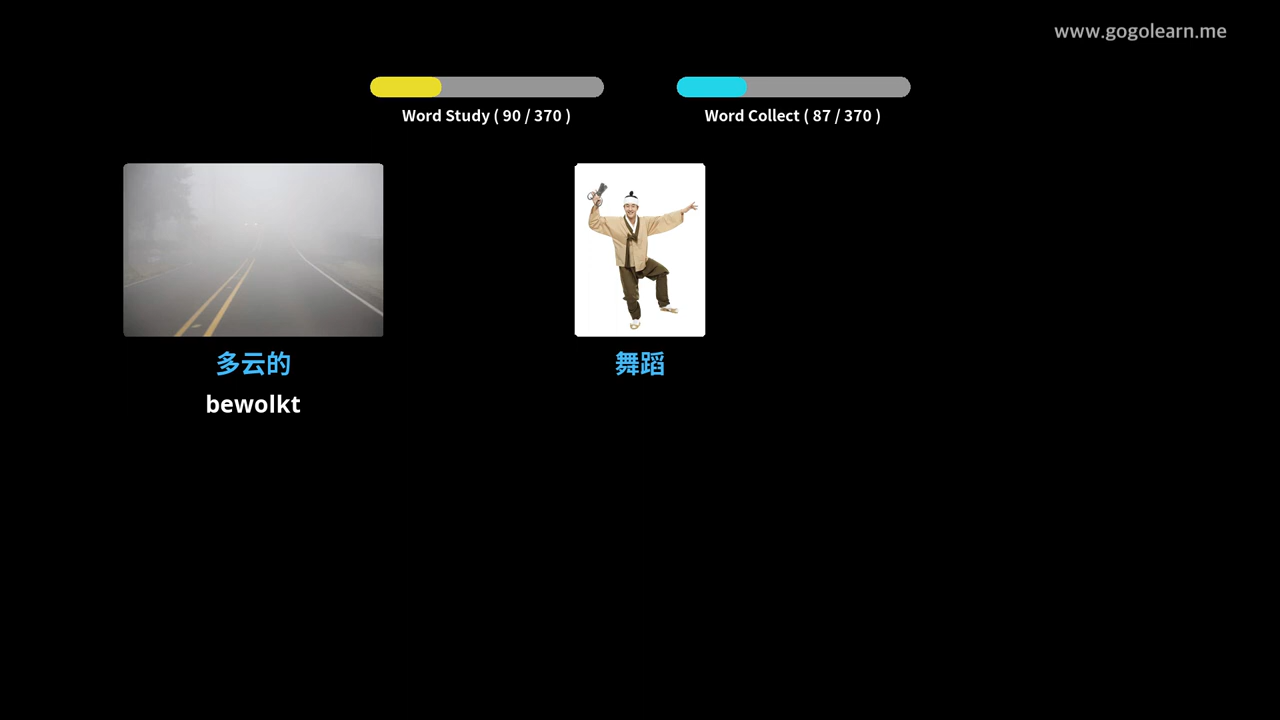 www.gogolearn.me
Word Study ( 90 / 370 )
Word Collect ( 87 / 370 )
多云的
舞蹈
bewolkt